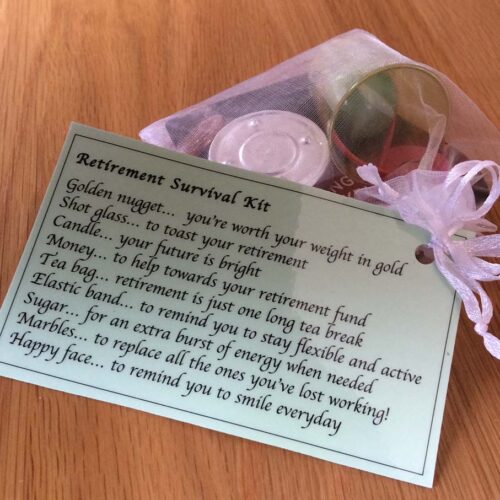 Retirement Survival Kit
Golden nugget... you're worth your weight in gold
Shot glass... to toast your retirement
Candle... your future is bright
Money... to help towards your retirement fund
Tea bag... retirement is just one long tea break
Elastic band... to remind you to stay flexible and active
Sugar... for an extra burst of energy when needed
Marbles... to replace all the ones you've lost working!
Happy face... to remind you to smile everyday